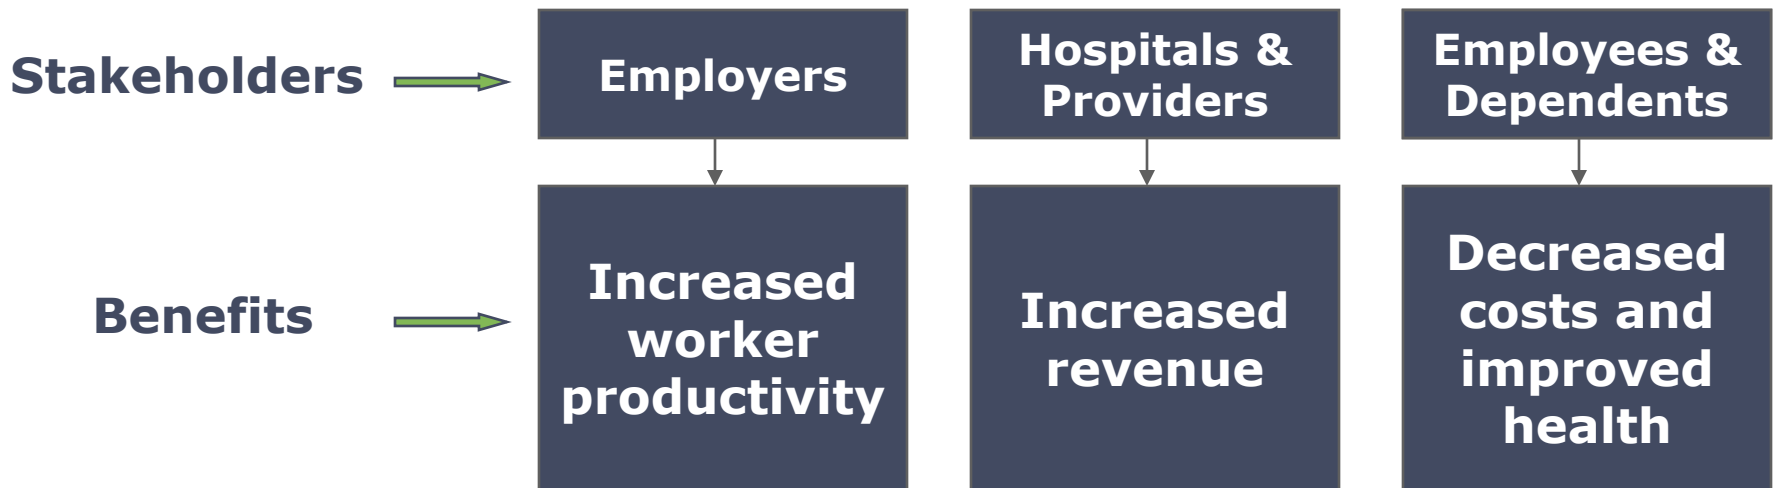 Stakeholders
Employers
Hospitals &
Providers
Employees &
Dependents
Benefits
Increased
worker
productivity
Increased
revenue
Decreased
costs and
improved
health